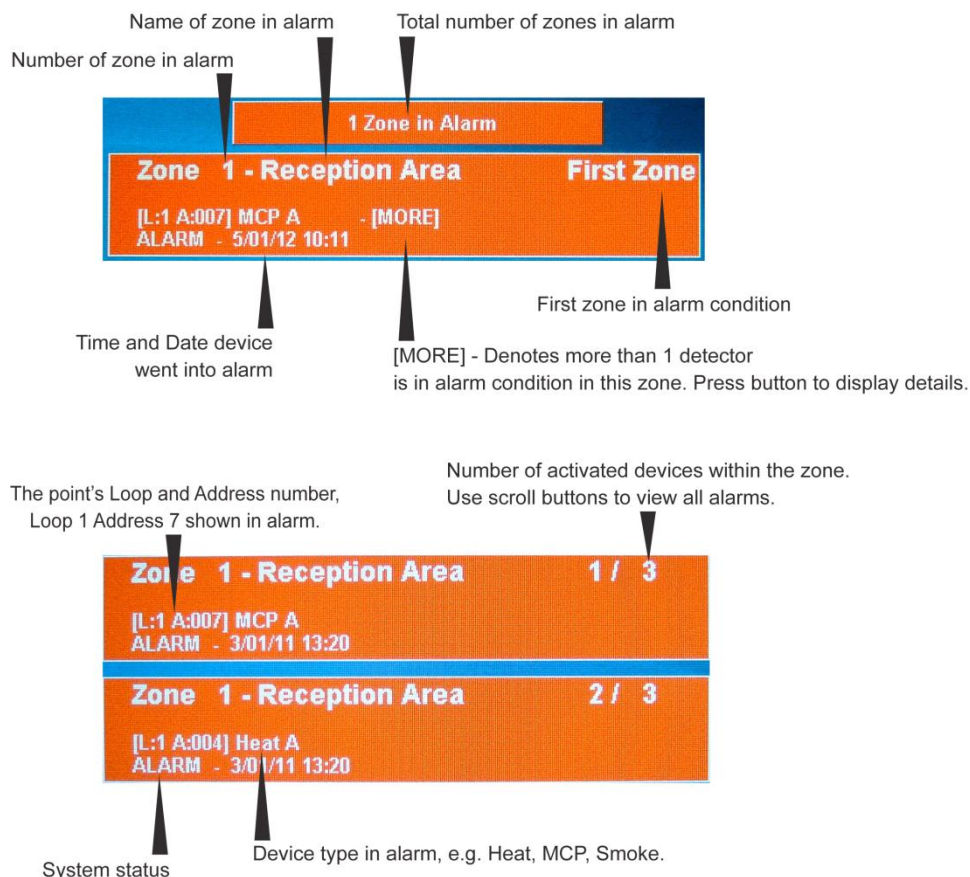 Name of zone in alarm
Total number of zones in alarm
Number of zone in alarm
1 Zone in Alarm
Zone 1 - Reception Area First Zone
[L:1 A:007] MCP A - [MORE]
ALARM - 5/01/12 10:11
First zone in alarm condition
Time and Date device
went into alarm
[MORE] - Denotes more than 1 detector
is in alarm condition in this zone. Press button to display details.
Number of activated devices within the zone.
Use scroll buttons to view all alarms.
The point's Loop and Address number,
Loop 1 Address 7 shown in alarm.
Zone 1 - Reception Area 1 / 3
[L:1 A:007] MCP A
ALARM - 3/01/11 13:20
Zone 1 - Reception Area 2 / 3
[L:1 A:004] Heat A
ALARM - 3/01/11 13:20
System status
Device type in alarm, e.g. Heat, MCP, Smoke.